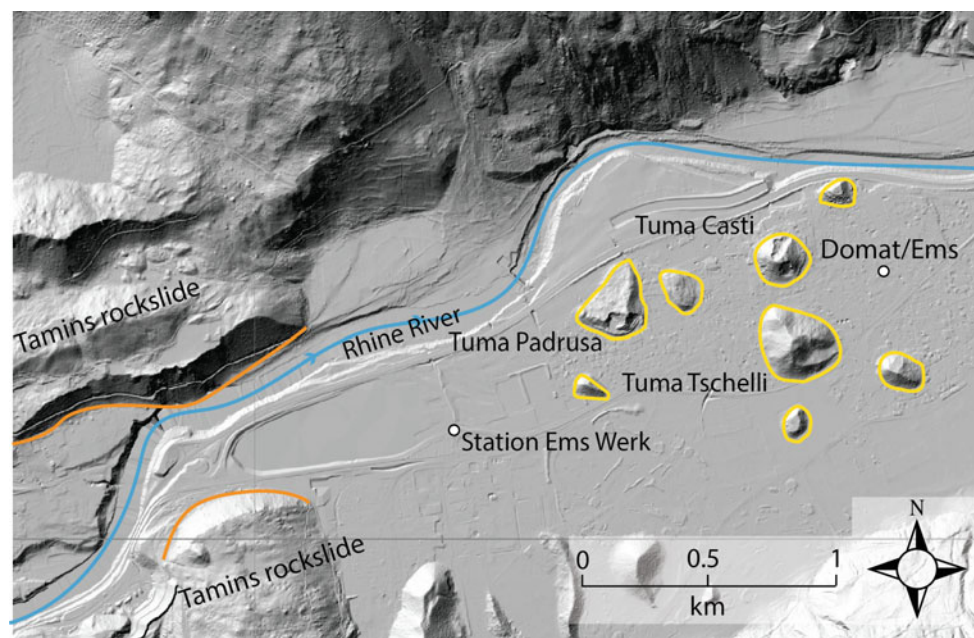 Tuma Casti
Domat/Ems
Tamins rockslide
Rhine River
Tuma Padrusa
Tuma Tschelli
Station Ems Werk
Tamins rockslide
N
0 0.5 1
km